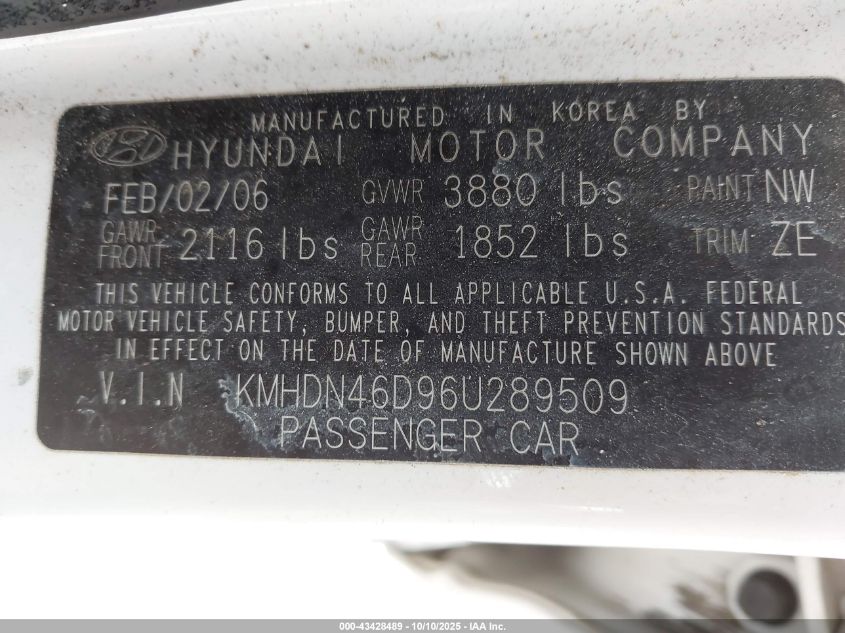 MANUFACTURED IN KOREA BY
HYUNDAI MOTOR COMPANY
FEB/02/06 GVWR 3880 lbs PAINT NW
GAWR FRONT 2116 lbs GAWR REAR 1852 lbs TRIM ZE
THIS VEHICLE CONFORMS TO ALL APPLICABLE U.S.A. FEDERAL
MOTOR VEHICLE SAFETY, BUMPER, AND THEFT PREVENTION STANDARDS
IN EFFECT ON THE DATE OF MANUFACTURE SHOWN ABOVE
V.I.N KMHDN46D96U289509
PASSENGER CAR
000-43428489 - 10/10/2025 - IAA Inc.